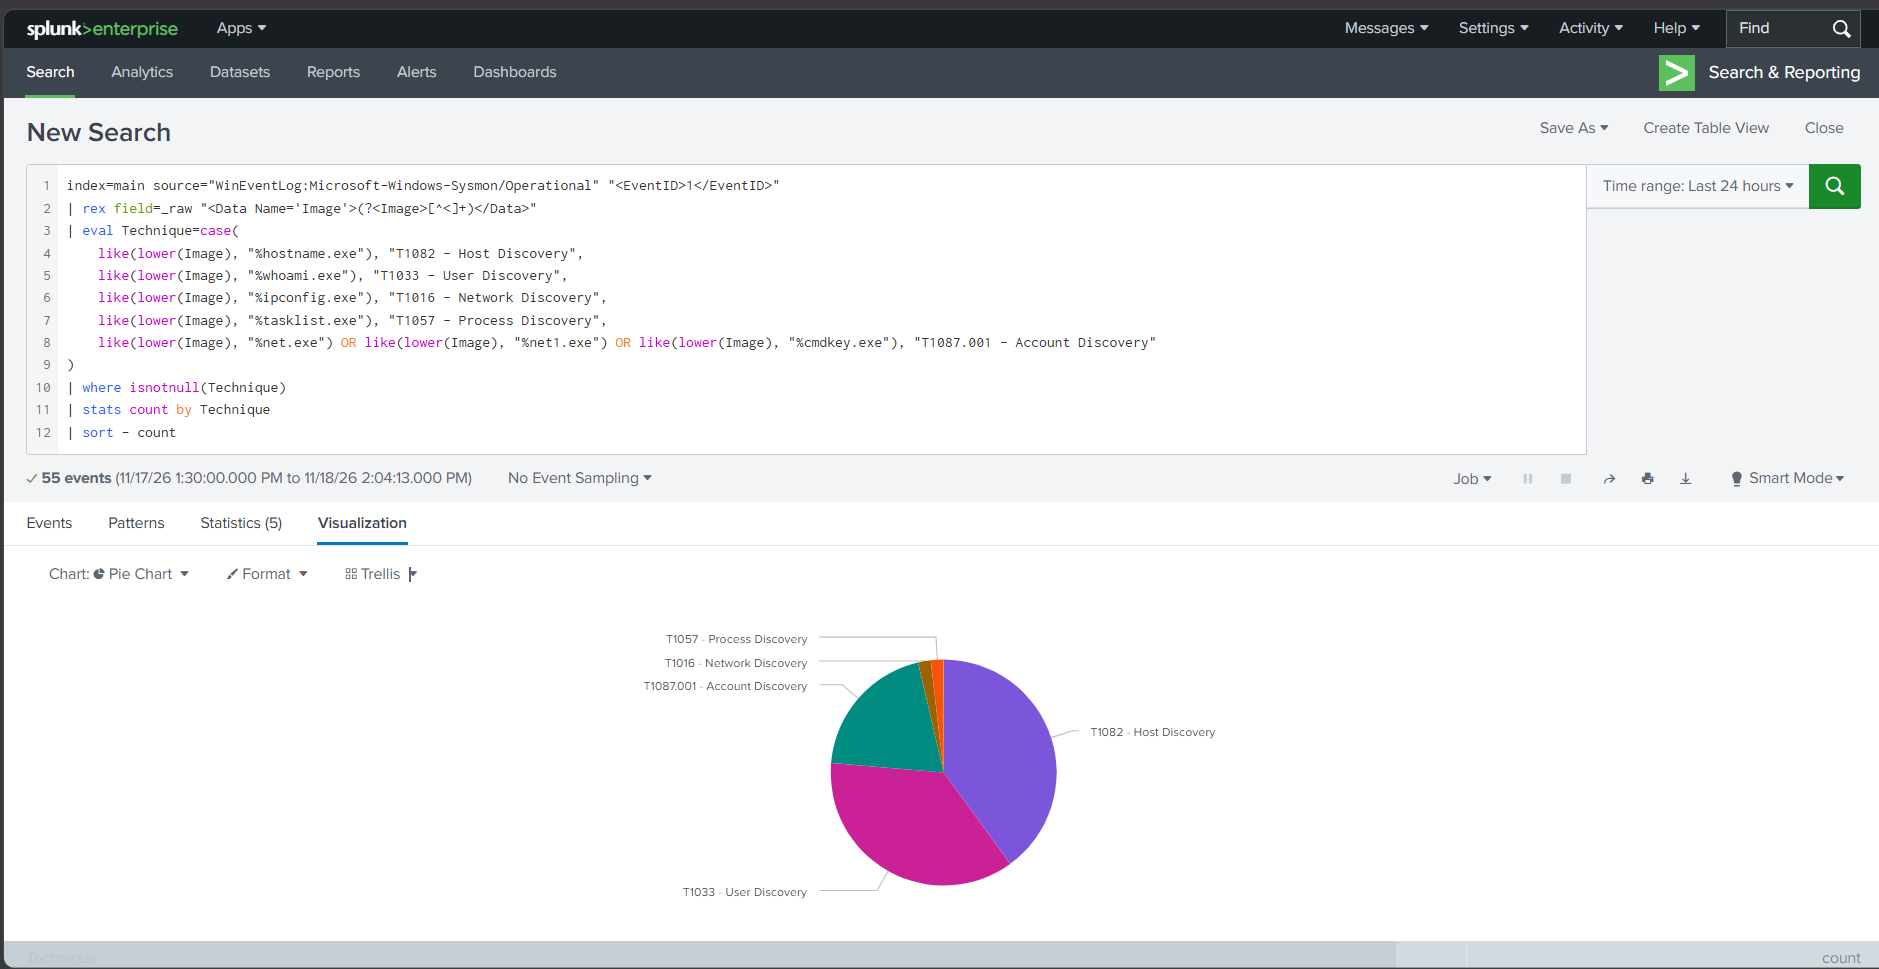 splunk>enterprise Apps Messages Settings Activity Help Find
Search Analytics Datasets Reports Alerts Dashboards Search & Reporting
New Search Save As Create Table View Close
1 index=main source="WinEventLog:Microsoft-Windows-Sysmon/Operational" "<EventID>1</EventID>" Time range: Last 24 hours
2 | rex field=_raw "<Data Name='Image'>(?<Image>[^<]+)</Data>"
3 | eval Technique=case(
4 like(lower(Image), "%hostname.exe"), "T1082 - Host Discovery",
5 like(lower(Image), "%whoami.exe"), "T1033 - User Discovery",
6 like(lower(Image), "%ipconfig.exe"), "T1016 - Network Discovery",
7 like(lower(Image), "%tasklist.exe"), "T1057 - Process Discovery",
8 like(lower(Image), "%net.exe") OR like(lower(Image), "%net1.exe") OR like(lower(Image), "%cmdkey.exe"), "T1087.001 - Account Discovery"
9 )
10 | where isnotnull(Technique)
11 | stats count by Technique
12 | sort - count
55 events (11/17/26 1:30:00.000 PM to 11/18/26 2:04:13.000 PM) No Event Sampling Job Smart Mode
Events Patterns Statistics (5) Visualization
Chart: Pie Chart Format Trellis
T1057 - Process Discovery
T1016 - Network Discovery
T1087.001 - Account Discovery
T1082 - Host Discovery
T1033 - User Discovery
Technique count